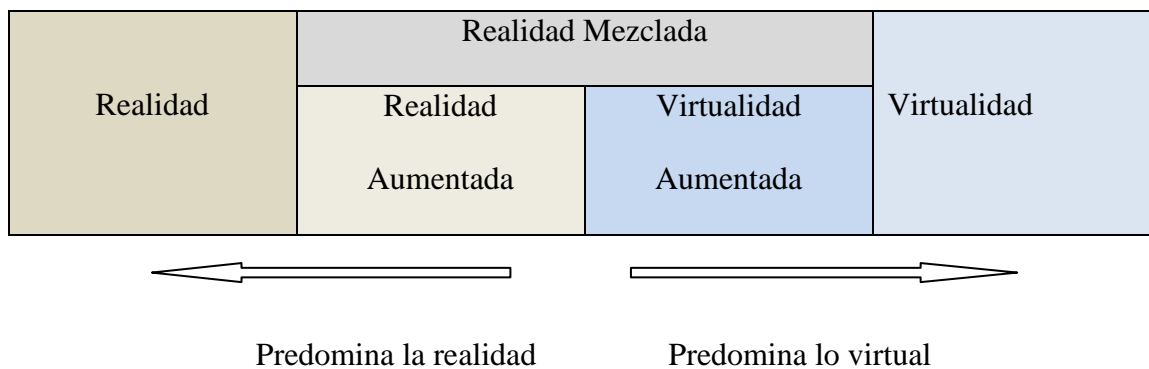 Realidad Mezclada
Realidad
Realidad
Aumentada
Virtualidad
Aumentada
Virtualidad
Predomina la realidad
Predomina lo virtual